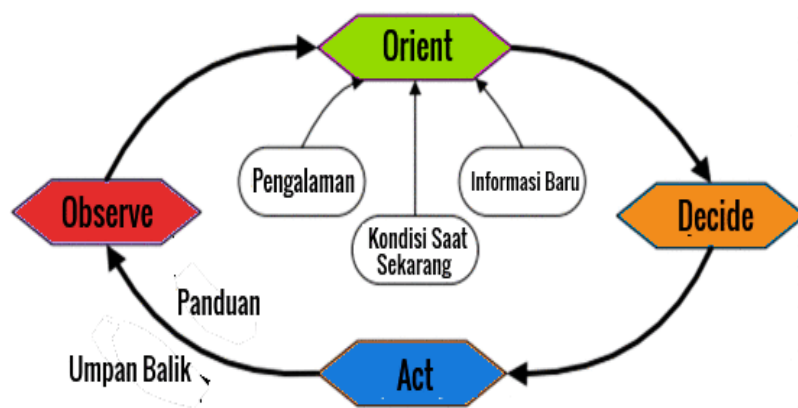 Orient
Pengalaman
Informasi Baru
Kondisi Saat
Sekarang
Observe
Decide
Panduan
Umpan Balik
Act